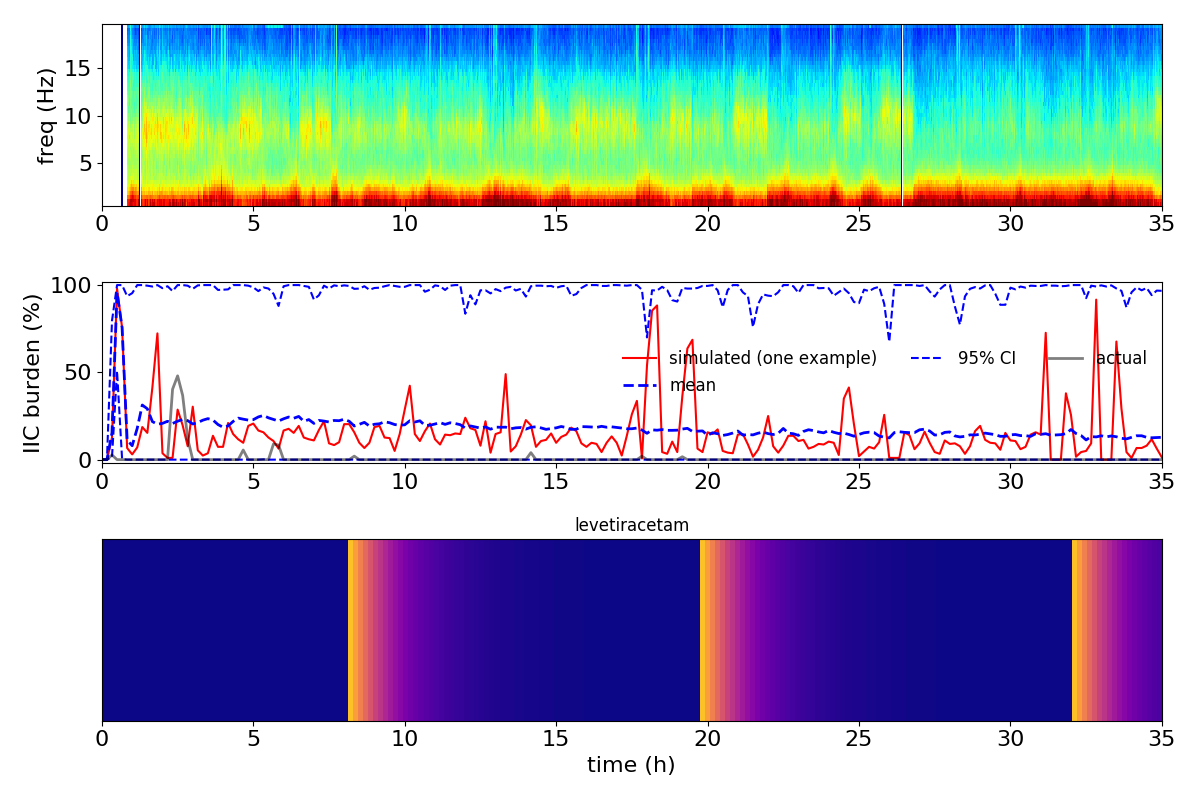 freq (Hz)
15
10
5
0 5 10 15 20 25 30 35
IIC burden (%)
100
50
0
simulated (one example) 95% CI actual
mean
0 5 10 15 20 25 30 35
levetiracetam
0 5 10 15 20 25 30 35
time (h)